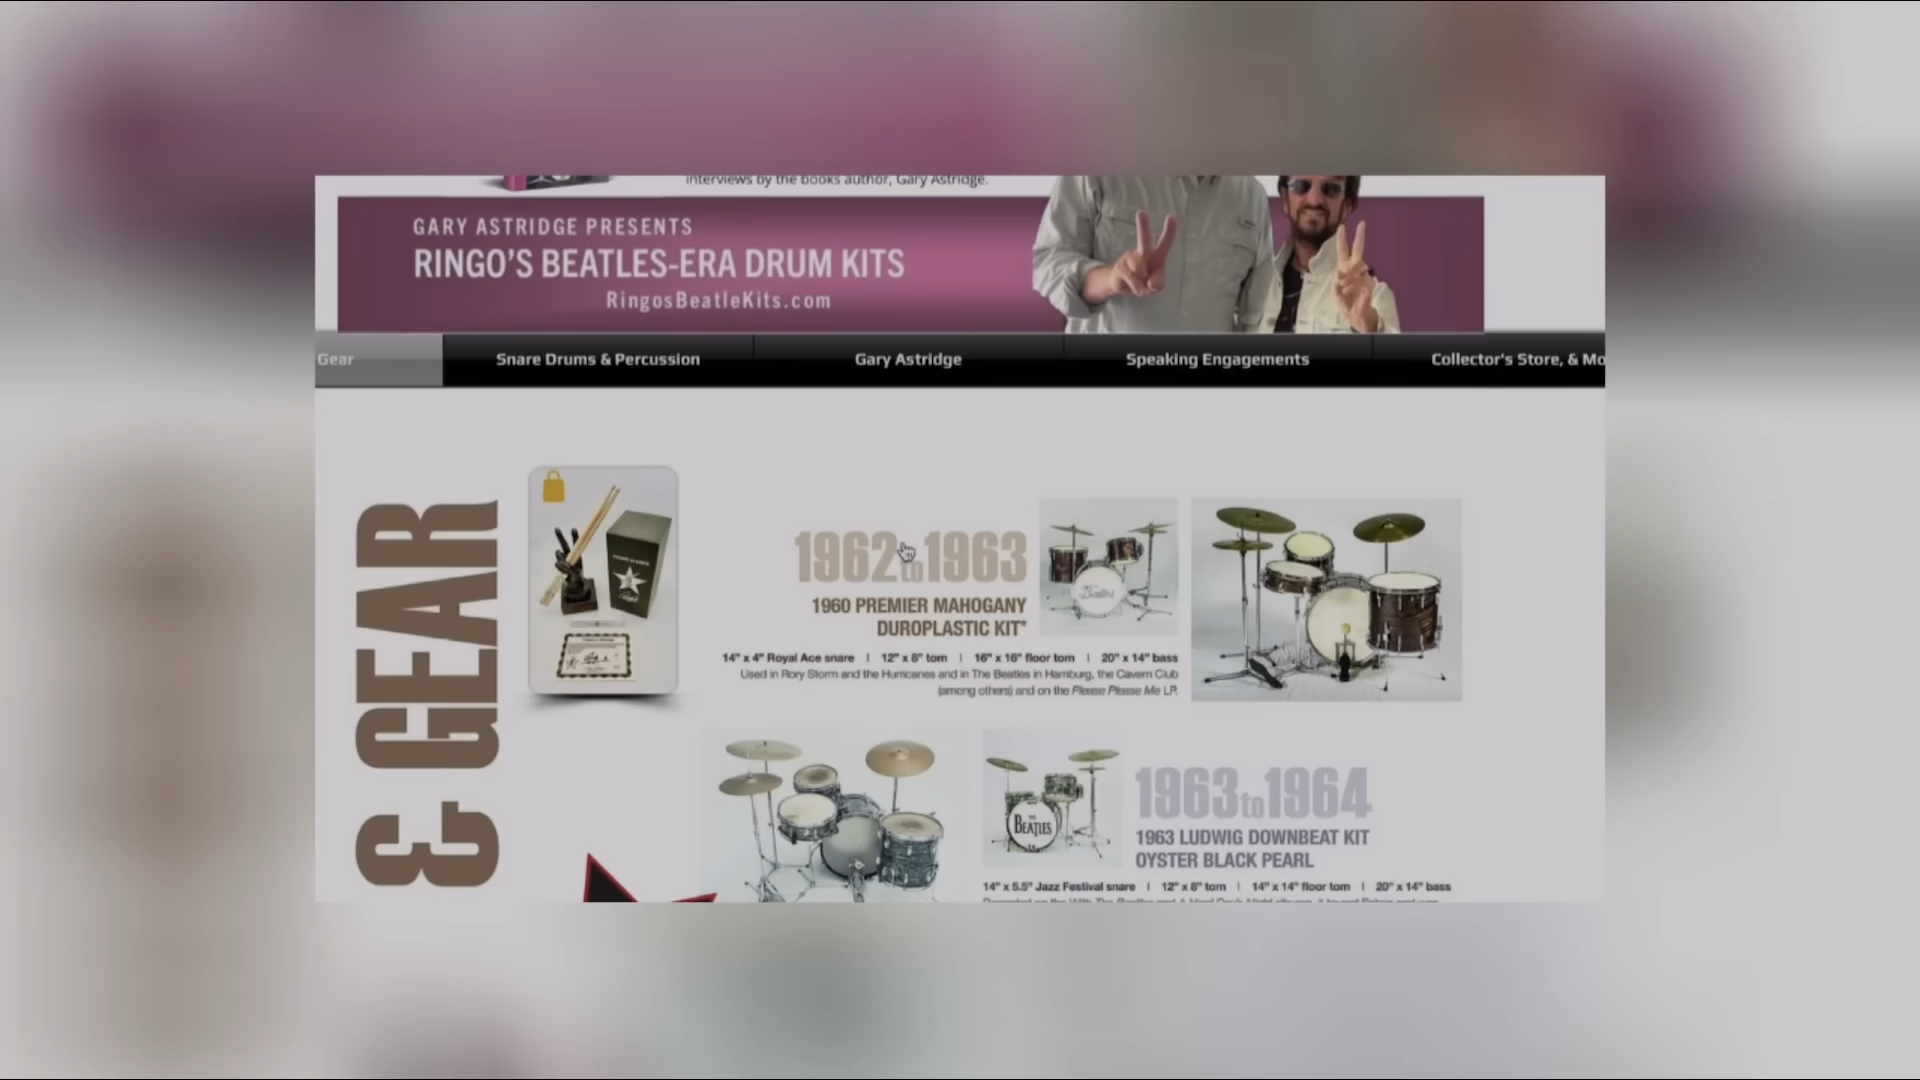 interviews by the books author, Gary Astridge.
GARY ASTRIDGE PRESENTS
RINGO'S BEATLES-ERA DRUM KITS
RingosBeatleKits.com
Gear
Snare Drums & Percussion
Gary Astridge
Speaking Engagements
Collector's Store, & Mo
& GEAR
1962 to 1963
1960 PREMIER MAHOGANY
DUROPLASTIC KIT*
14" x 4" Royal Ace snare | 12" x 8" tom | 16" x 16" floor tom | 20" x 14" bass
Used in Rory Storm and the Hurricanes and in The Beatles in Hamburg, the Cavern Club
(among others) and on the Please Please Me LP.
Beatles
THE
BEATLES
1963 to 1964
1963 LUDWIG DOWNBEAT KIT
OYSTER BLACK PEARL
14" x 5.5" Jazz Festival snare | 12" x 8" tom | 14" x 14" floor tom | 20" x 14" bass